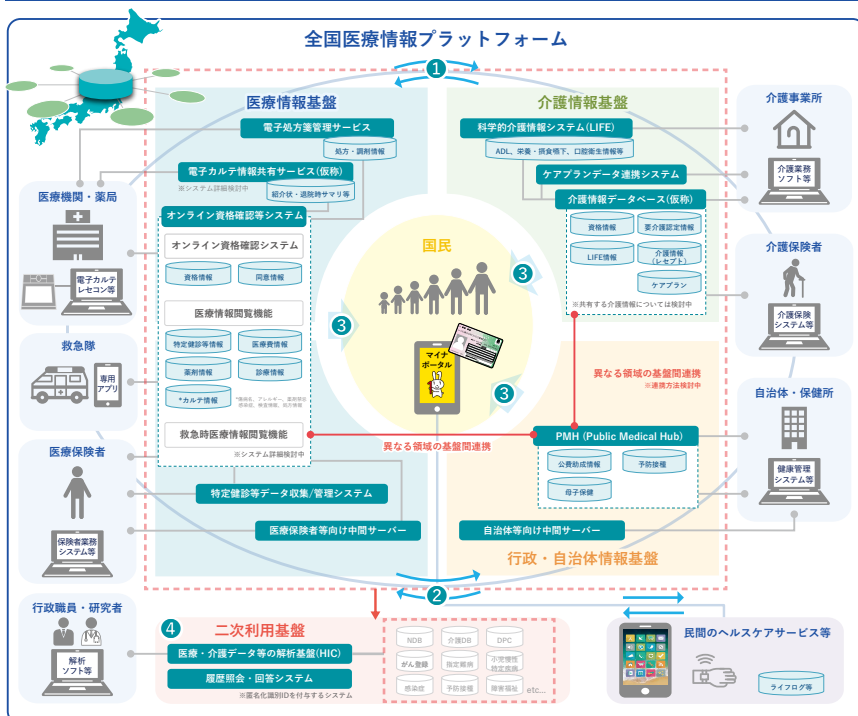 全国医療情報プラットフォーム
1
医療情報基盤
電子処方箋管理サービス
処方・調剤情報
電子カルテ情報共有サービス(仮称)
※システム詳細検討中
紹介状・退院時サマリ等
オンライン資格確認等システム
オンライン資格確認システム
資格情報
同意情報
医療情報閲覧機能
特定健診等情報
医療費情報
薬剤情報
診療情報
*カルテ情報
救急時医療情報閲覧機能
※システム詳細検討中
特定健診等データ収集/管理システム
医療保険者等向け中間サーバー
介護情報基盤
科学的介護情報システム(LIFE)
ADL、栄養・摂食嚥下、口腔衛生情報等
ケアプランデータ連携システム
介護情報データベース(仮称)
資格情報
要介護認定情報
LIFE情報
介護情報
(レセプト)
ケアプラン
※共有する介護情報については検討中
国民
3
3
3
マイナ
ポータル
異なる領域の基盤間連携
※連携方法検討中
異なる領域の基盤間連携
PMH (Public Medical Hub)
公費助成情報
予防接種
母子保健
自治体等向け中間サーバー
行政・自治体情報基盤
2
医療機関・薬局
電子カルテ
レセコン等
救急隊
専用
アプリ
医療保険者
保険者業務
システム等
行政職員・研究者
解析
ソフト等
介護事業所
介護業務
ソフト等
介護保険者
介護保険
システム等
自治体・保健所
健康管理
システム等
4
二次利用基盤
医療・介護データ等の解析基盤(HIC)
履歴照会・回答システム
※匿名化識別IDを付与するシステム
NDB
介護DB
DPC
がん登録
指定難病
小児慢性
特定疾病
感染症
予防接種
障害福祉
etc...
民間のヘルスケアサービス等
ライフログ等